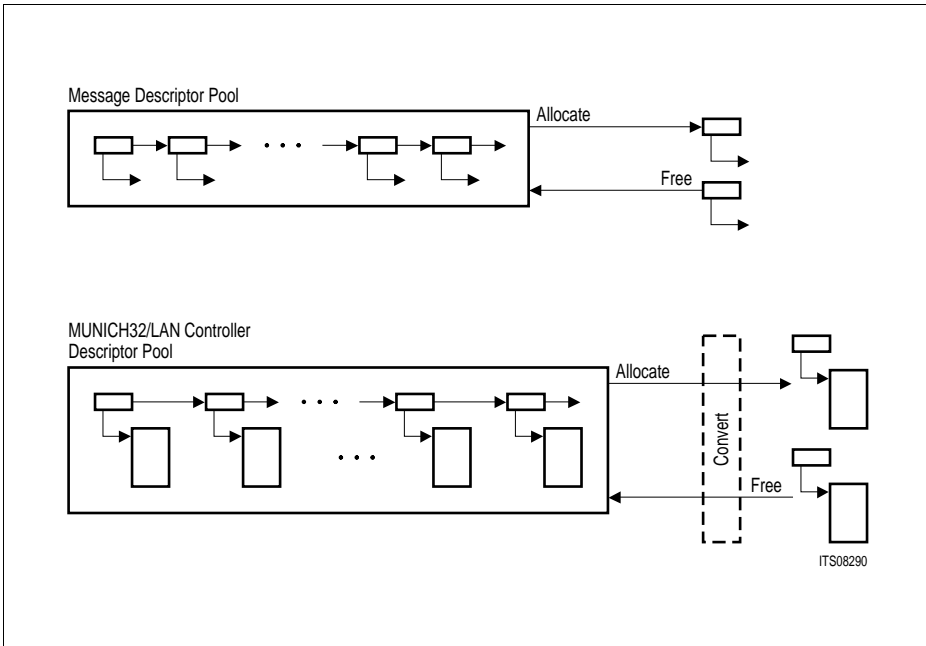 Message Descriptor Pool
Allocate
Free
MUNICH32/LAN Controller
Descriptor Pool
Allocate
Convert
Free
ITS08290